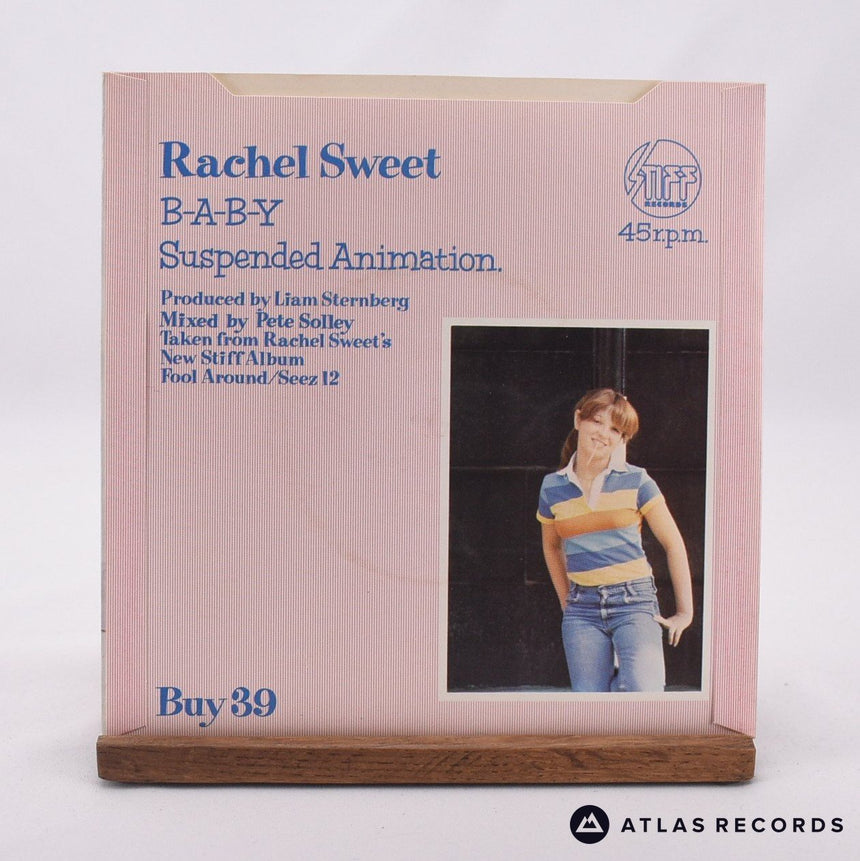 Rachel Sweet
B-A-B-Y
Suspended Animation.
STIFF
RECORDS
45r.p.m.
Produced by Liam Sternberg
Mixed by Pete Solley
Taken from Rachel Sweet's
New Stiff Album
Fool Around/Seez 12
Buy 39
ATLAS RECORDS